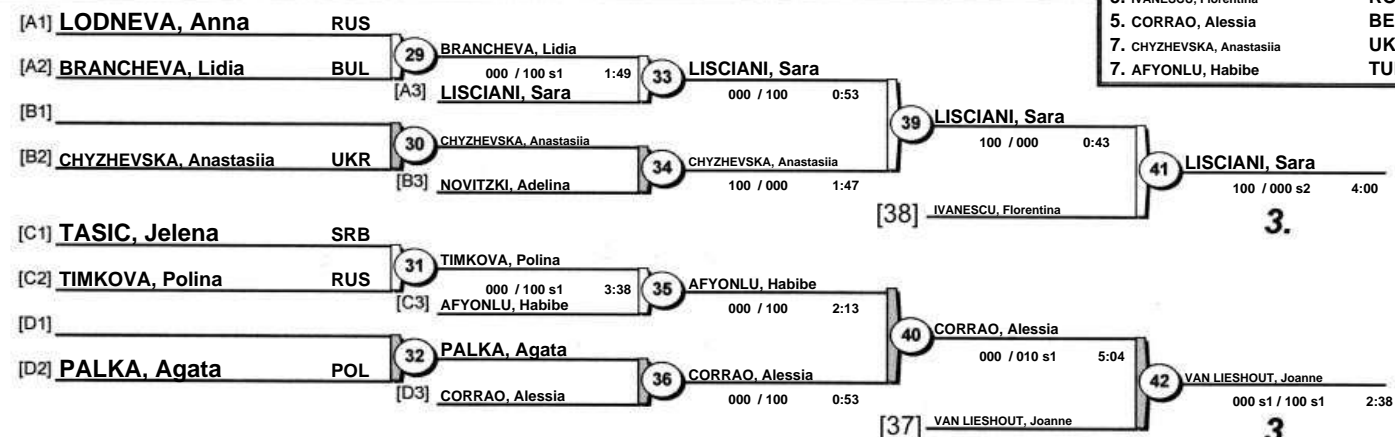 5. CORRAO, Alessia BE
7. CHYZHEVSKA, Anastasiia UK
7. AFYONLU, Habibe
[A1] LODNEVA, Anna RUS
29
BRANCHEVA, Lidia
[A2] BRANCHEVA, Lidia BUL
000 / 100 s1 1:49
33
LISCIANI, Sara
[A3] LISCIANI, Sara
000 / 100 0:53
[B1]
39
LISCIANI, Sara
30
CHYZHEVSKA, Anastasiia
100 / 000 0:43
[B2] CHYZHEVSKA, Anastasiia UKR
34
CHYZHEVSKA, Anastasiia
41
LISCIANI, Sara
[B3] NOVITZKI, Adelina
100 / 000 1:47
100 / 000 s2 4:00
[38] IVANESCU, Florentina
3.
[C1] TASIC, Jelena SRB
31
TIMKOVA, Polina
[C2] TIMKOVA, Polina RUS
000 / 100 s1 3:38
35
AFYONLU, Habibe
[C3] AFYONLU, Habibe
000 / 100 2:13
[D1]
40
CORRAO, Alessia
32
PALKA, Agata
000 / 010 s1 5:04
[D2] PALKA, Agata POL
36
CORRAO, Alessia
42
VAN LIESHOUT, Joanne
[D3] CORRAO, Alessia
000 / 100 0:53
000 s1 / 100 s1 2:38
[37] VAN LIESHOUT, Joanne
3